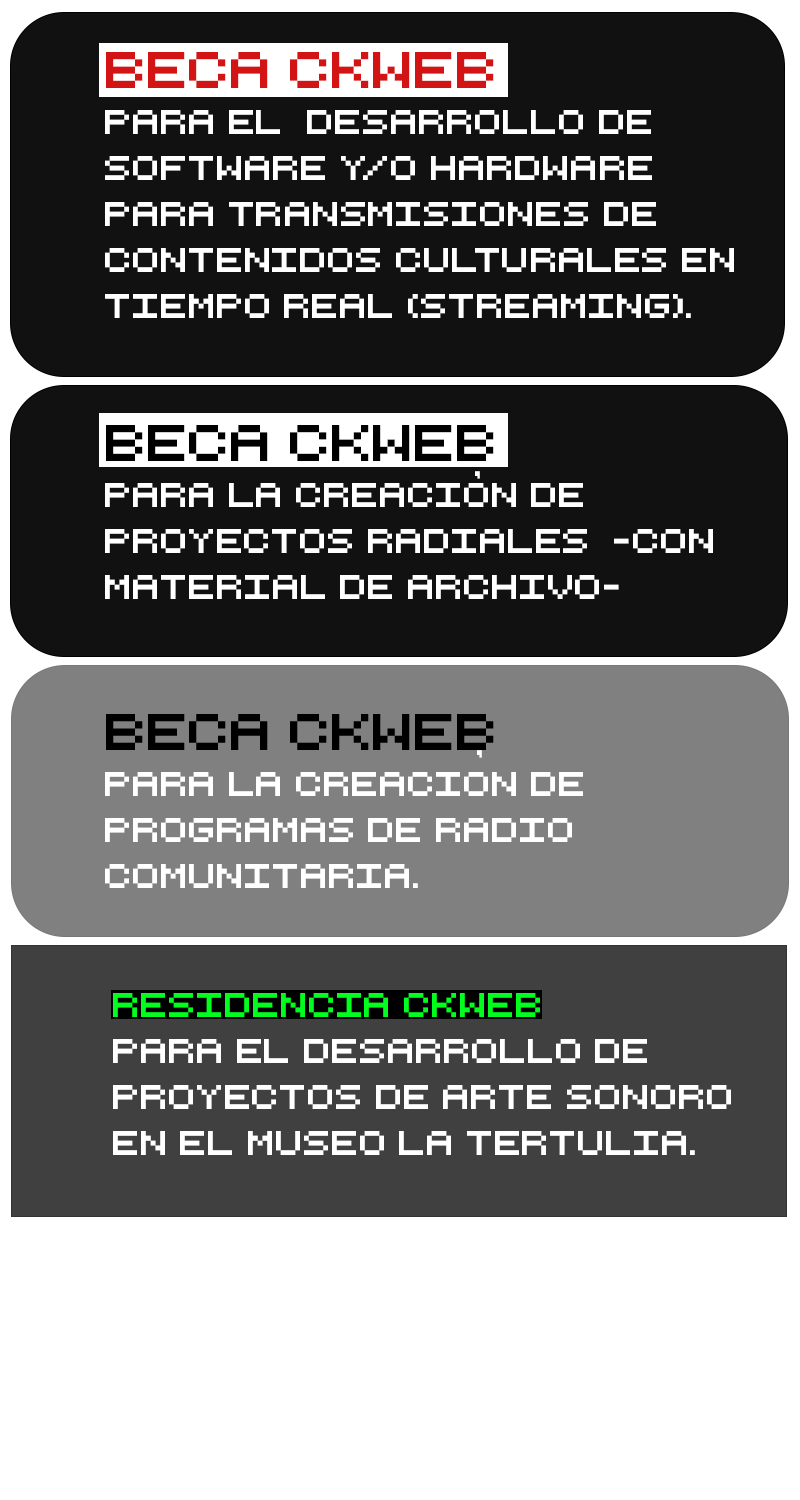 BECA CKWEB
PARA EL DESARROLLO DE
SOFTWARE Y/O HARDWARE
PARA TRANSMISIONES DE
CONTENIDOS CULTURALES EN
TIEMPO REAL (STREAMING).
BECA CKWEB
PARA LA CREACIÓN DE
PROYECTOS RADIALES -CON
MATERIAL DE ARCHIVO-
BECA CKWEB
PARA LA CREACIÓN DE
PROGRAMAS DE RADIO
COMUNITARIA.
RESIDENCIA CKWEB
PARA EL DESARROLLO DE
PROYECTOS DE ARTE SONORO
EN EL MUSEO LA TERTULIA.